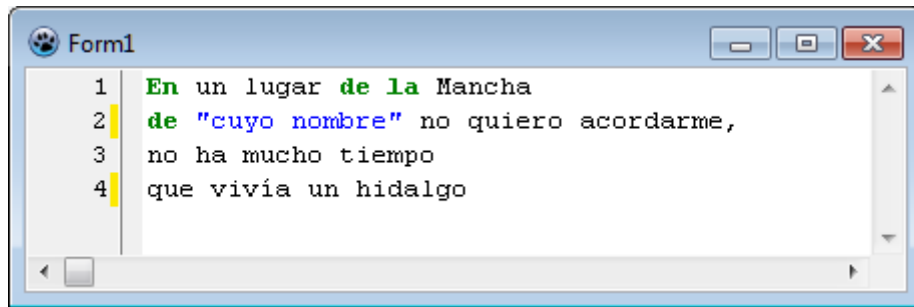 Form1
1 En un lugar de la Mancha
2 de "cuyo nombre" no quiero acordarme,
3 no ha mucho tiempo
4 que vivía un hidalgo